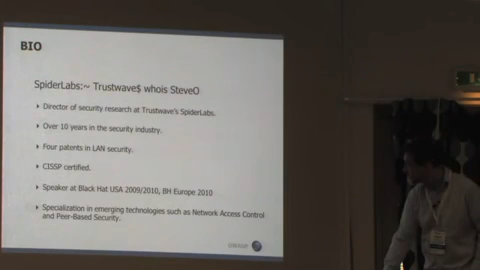 BIO
SpiderLabs:~ Trustwave$ whois SteveO
Director of security research at Trustwave's SpiderLabs.
Over 10 years in the security industry.
Four patents in LAN security.
CISSP certified.
Speaker at Black Hat USA 2009/2010, BH Europe 2010
Specialization in emerging technologies such as Network Access Control
and Peer-Based Security.